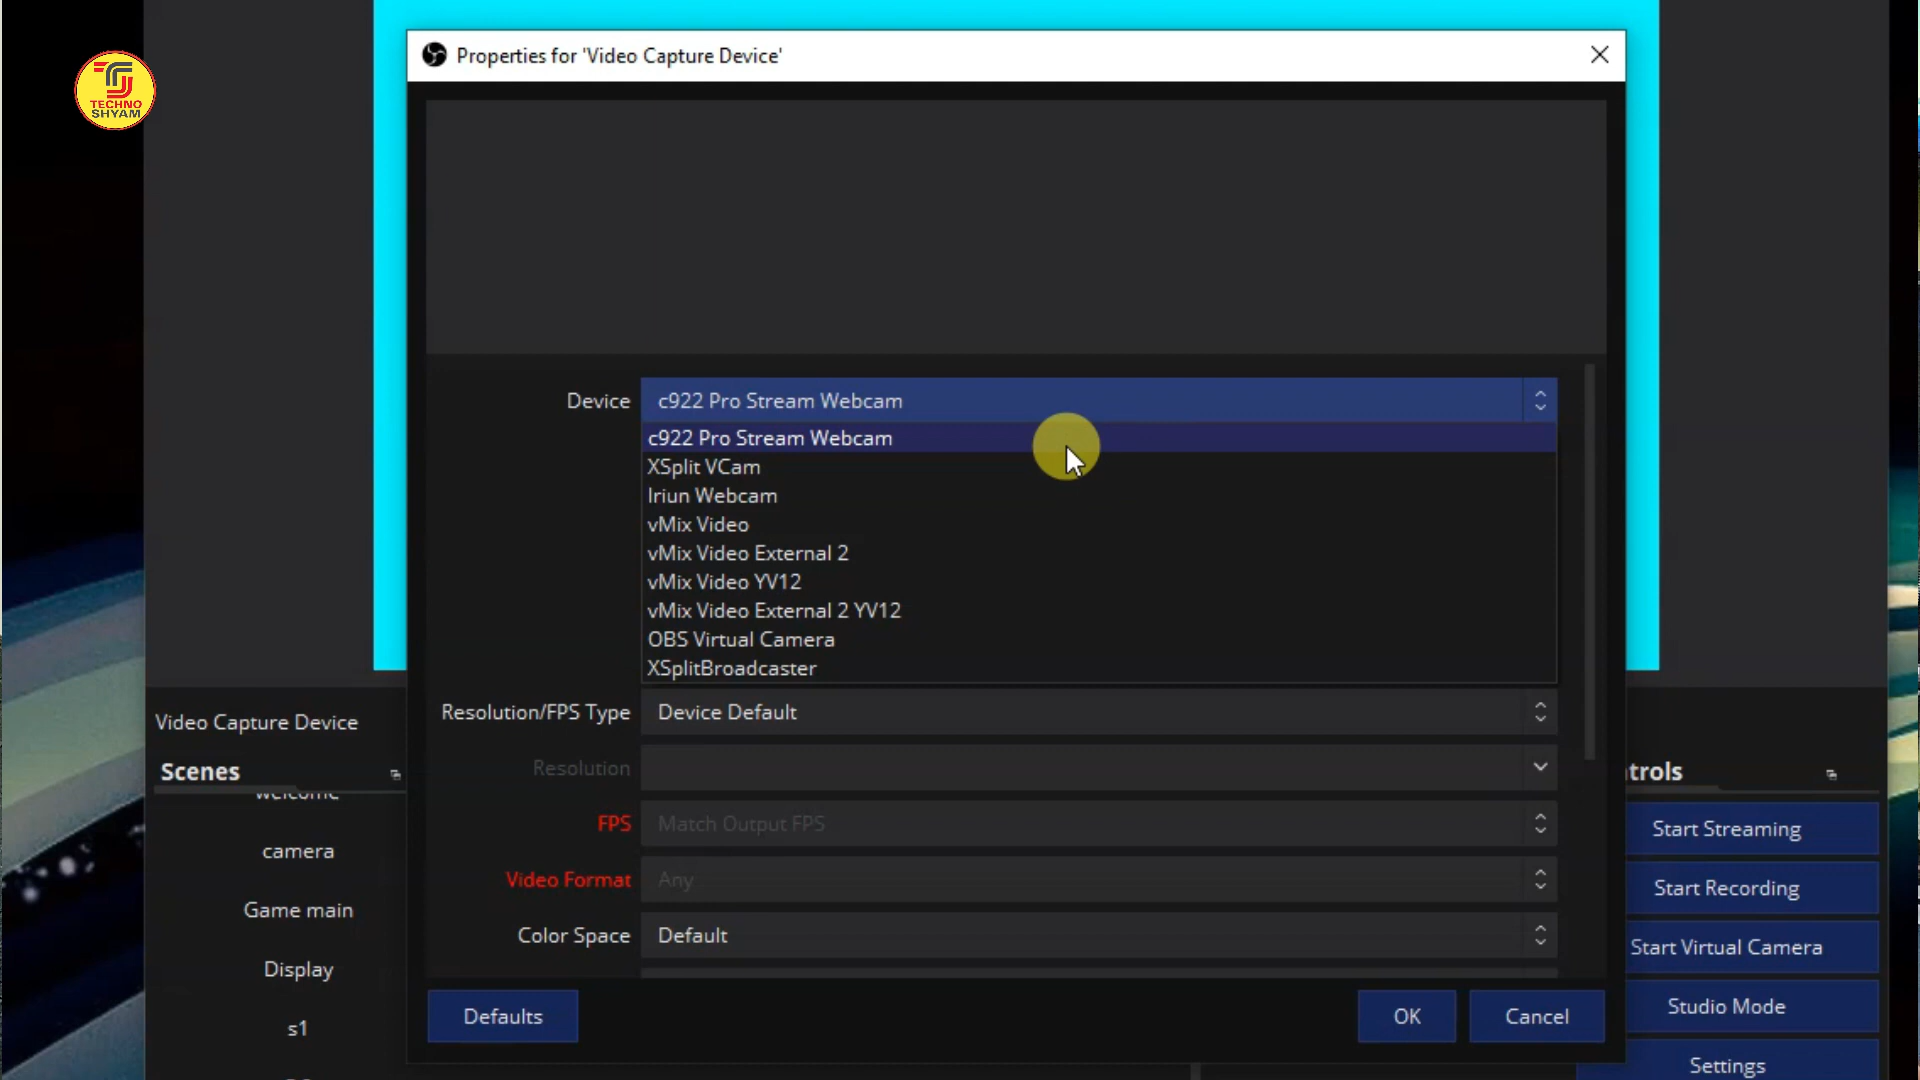 Properties for 'Video Capture Device'
TECHNO
SHYAM
Device
c922 Pro Stream Webcam
c922 Pro Stream Webcam
XSplit VCam
Iriun Webcam
vMix Video
vMix Video External 2
vMix Video YV12
vMix Video External 2 YV12
OBS Virtual Camera
XSplitBroadcaster
Resolution/FPS Type
Device Default
Resolution
FPS
Match Output FPS
Video Format
Any
Color Space
Default
Defaults
OK
Cancel
Video Capture Device
Scenes
welcome
camera
Game main
Display
s1
trols
Start Streaming
Start Recording
Start Virtual Camera
Studio Mode
Settings